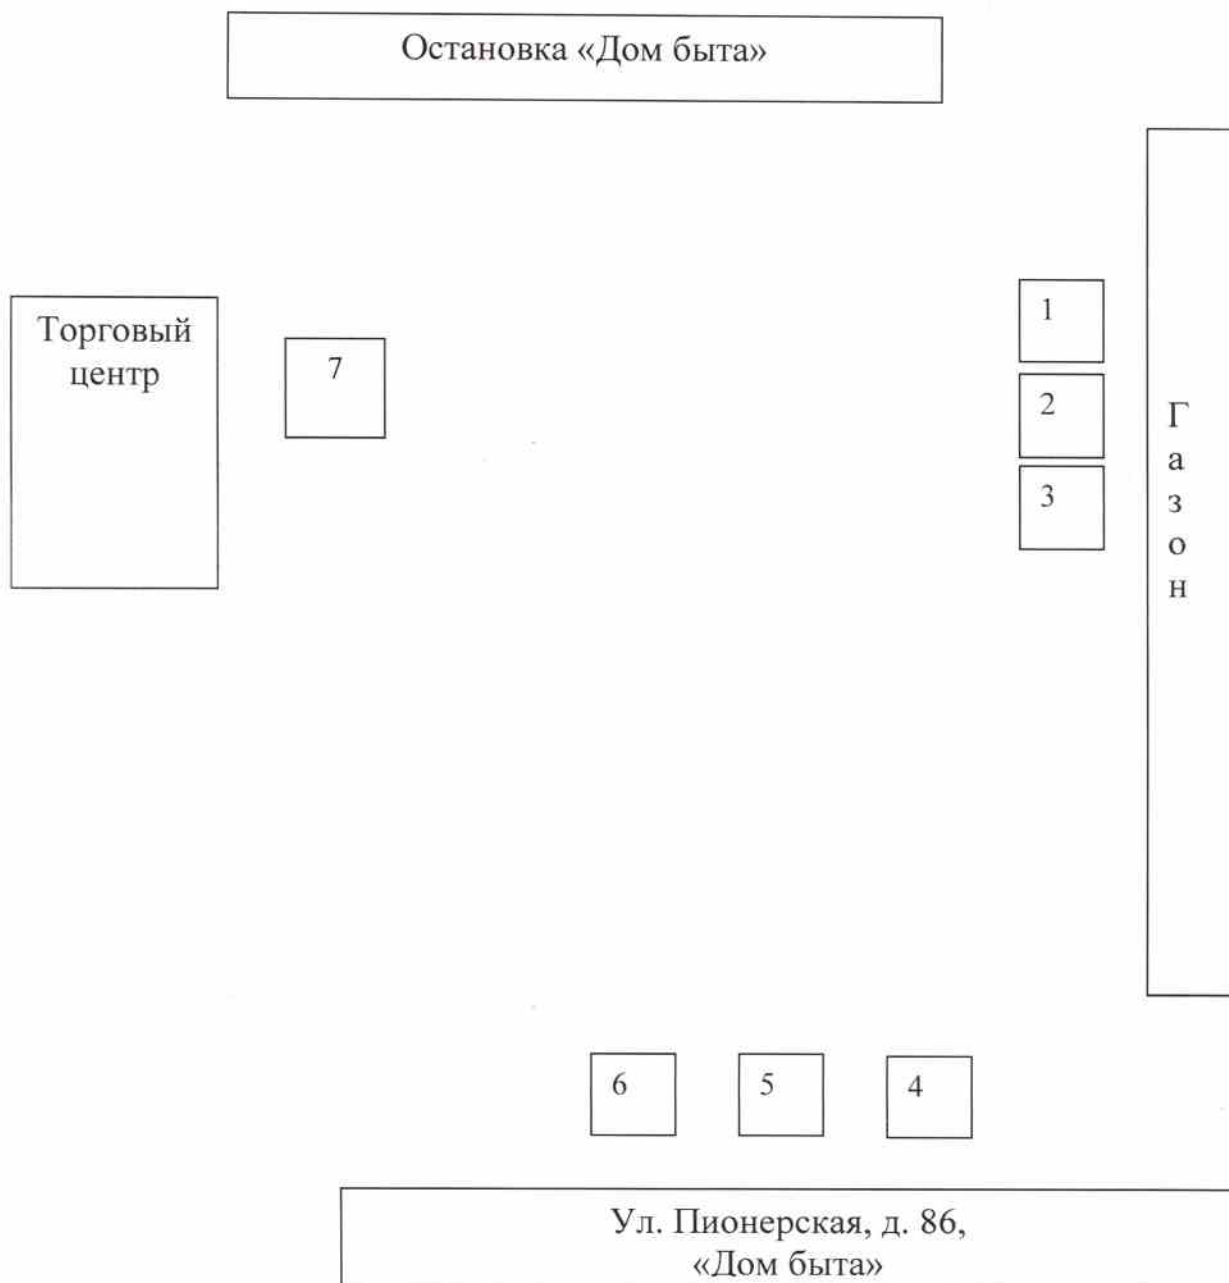 Остановка «Дом быта»
Торговый
центр
7
1
2
3
Г
а
з
о
н
6
5
4
Ул. Пионерская, д. 86,
«Дом быта»